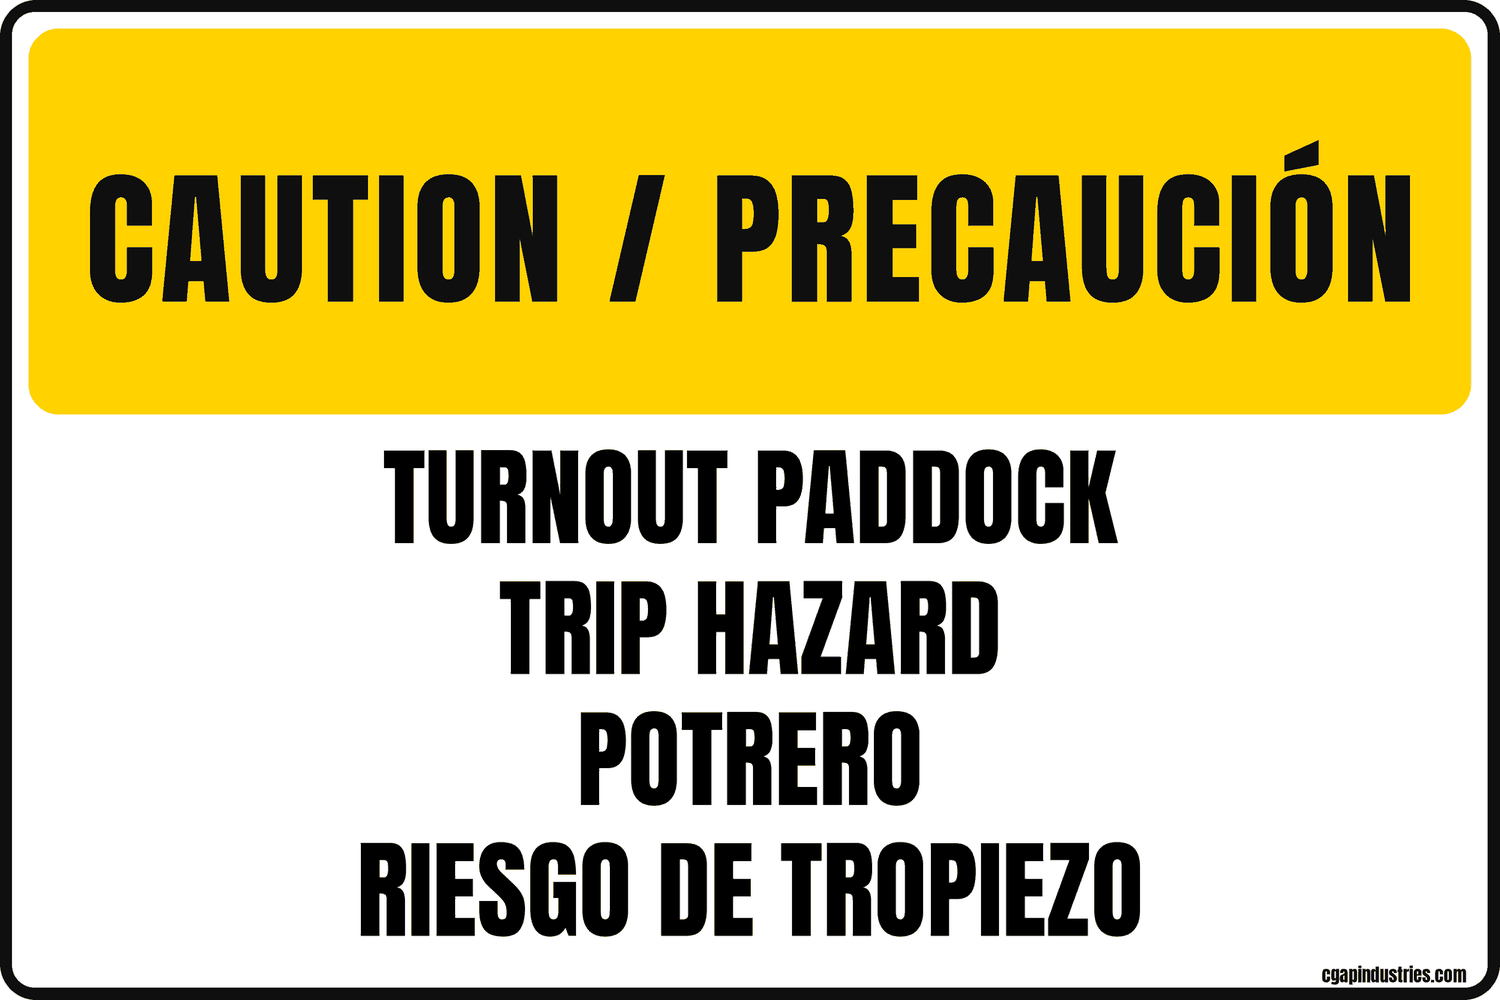 CAUTION / PRECAUCIÓN
TURNOUT PADDOCK
TRIP HAZARD
POTRERO
RIESGO DE TROPIEZO
cgapindustries.com